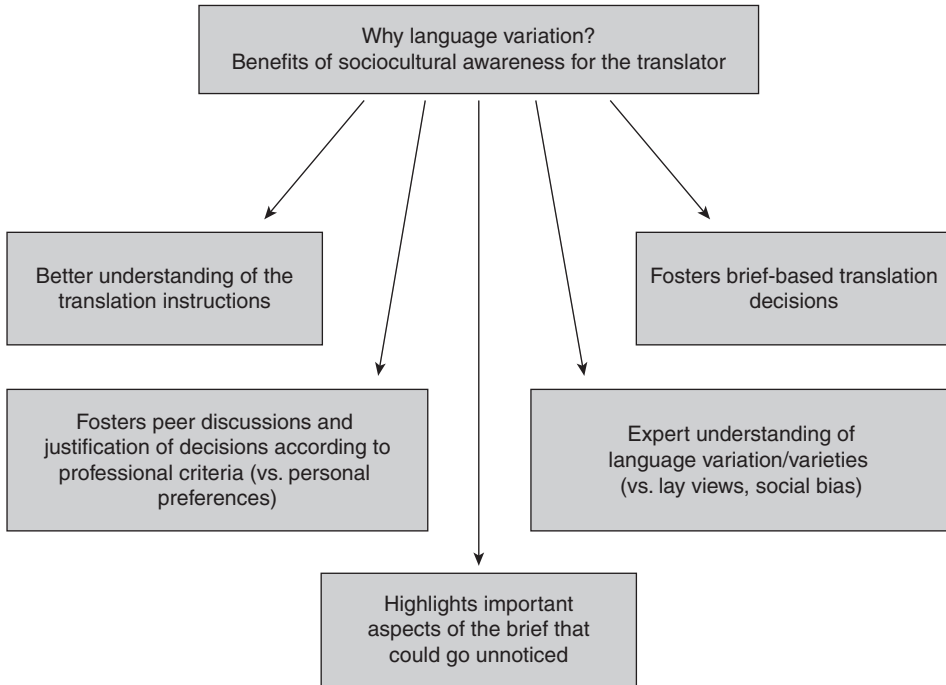 Why language variation?
Benefits of sociocultural awareness for the translator
Better understanding of the
translation instructions
Fosters brief-based translation
decisions
Fosters peer discussions and
justification of decisions according to
professional criteria (vs. personal
preferences)
Expert understanding of
language variation/varieties
(vs. lay views, social bias)
Highlights important
aspects of the brief that
could go unnoticed